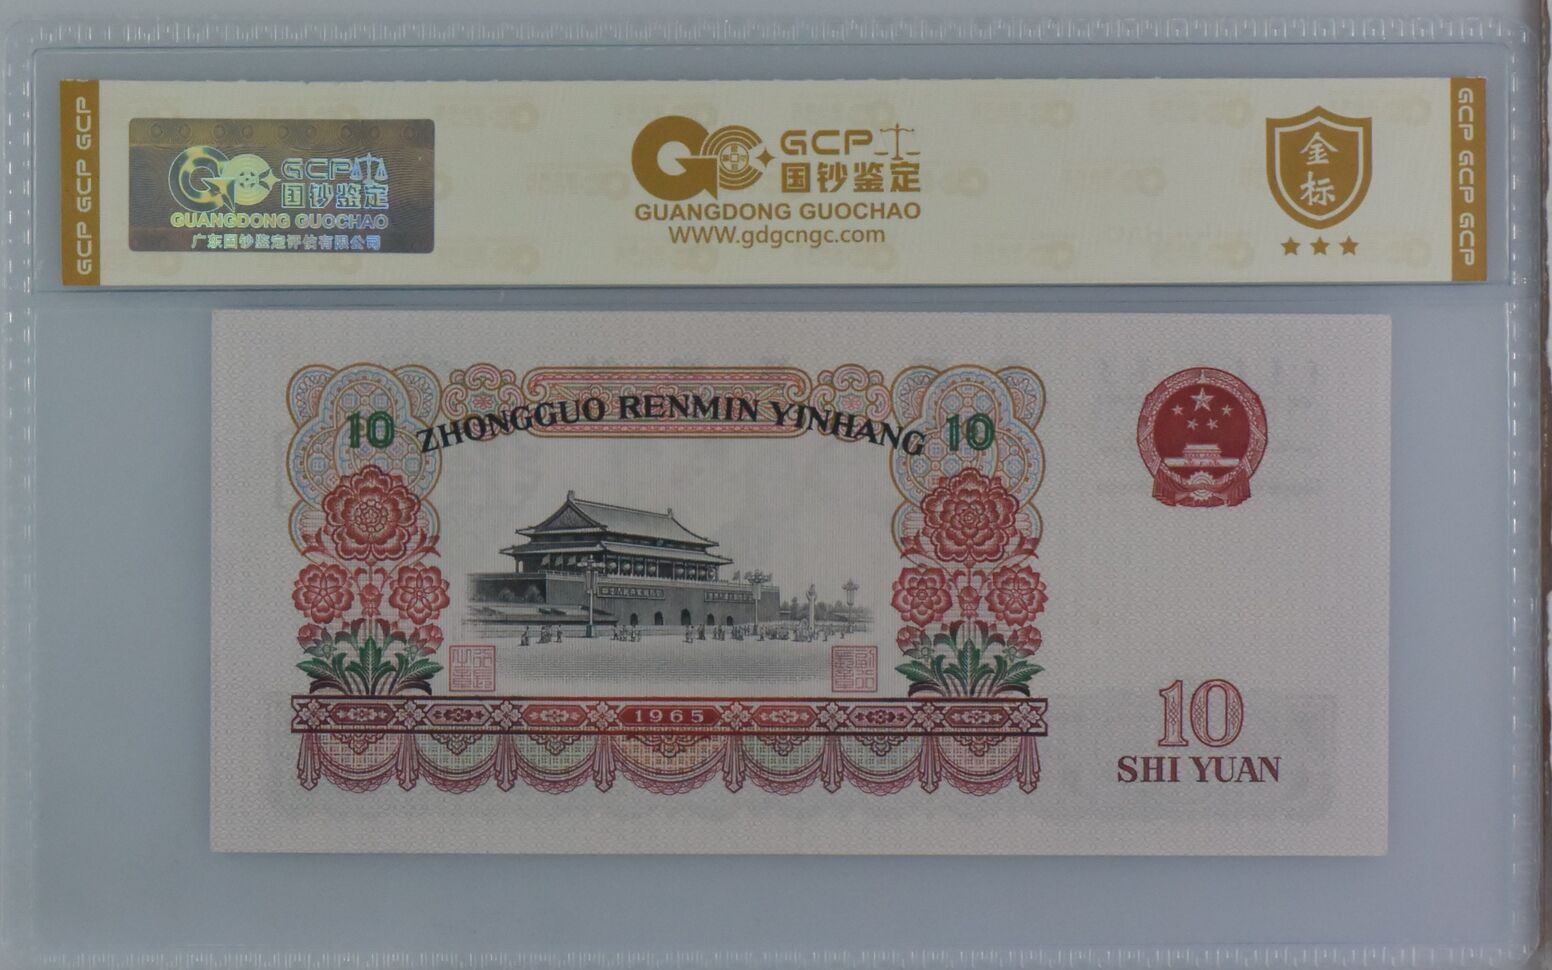 GCP GCP GCP
GCP
国钞鉴定
GUANGDONG GUOCHAO
广东国钞鉴定评估有限公司
GCP
国钞鉴定
GUANGDONG GUOCHAO
WWW.gdgcngc.com
金标
GCP GCP GCP
10 ZHONGGUO RENMIN YINHANG 10
1965
10
SHI YUAN